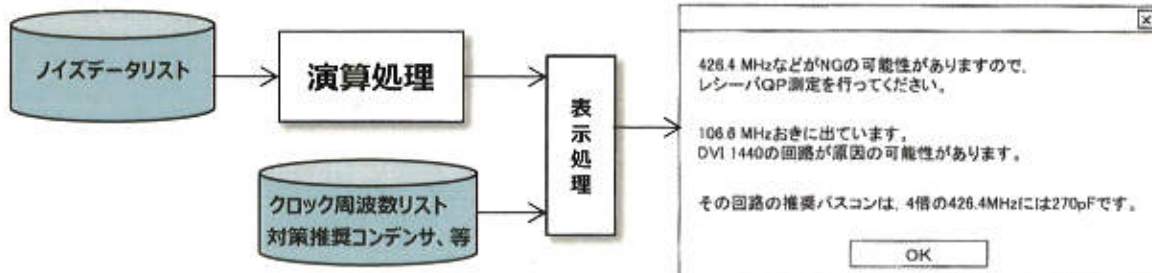 ノイズデータリスト
演算処理
クロック周波数リスト
対策推奨コンデンサ、等
表示処理
426.4 MHzなどがNGの可能性がありますので、
レシーバQP測定を行ってください。
106.6 MHzおきに出ています。
DVI 1440の回路が原因の可能性があります。
その回路の推奨パスコンは、4倍の426.4MHzには270pFです。
OK